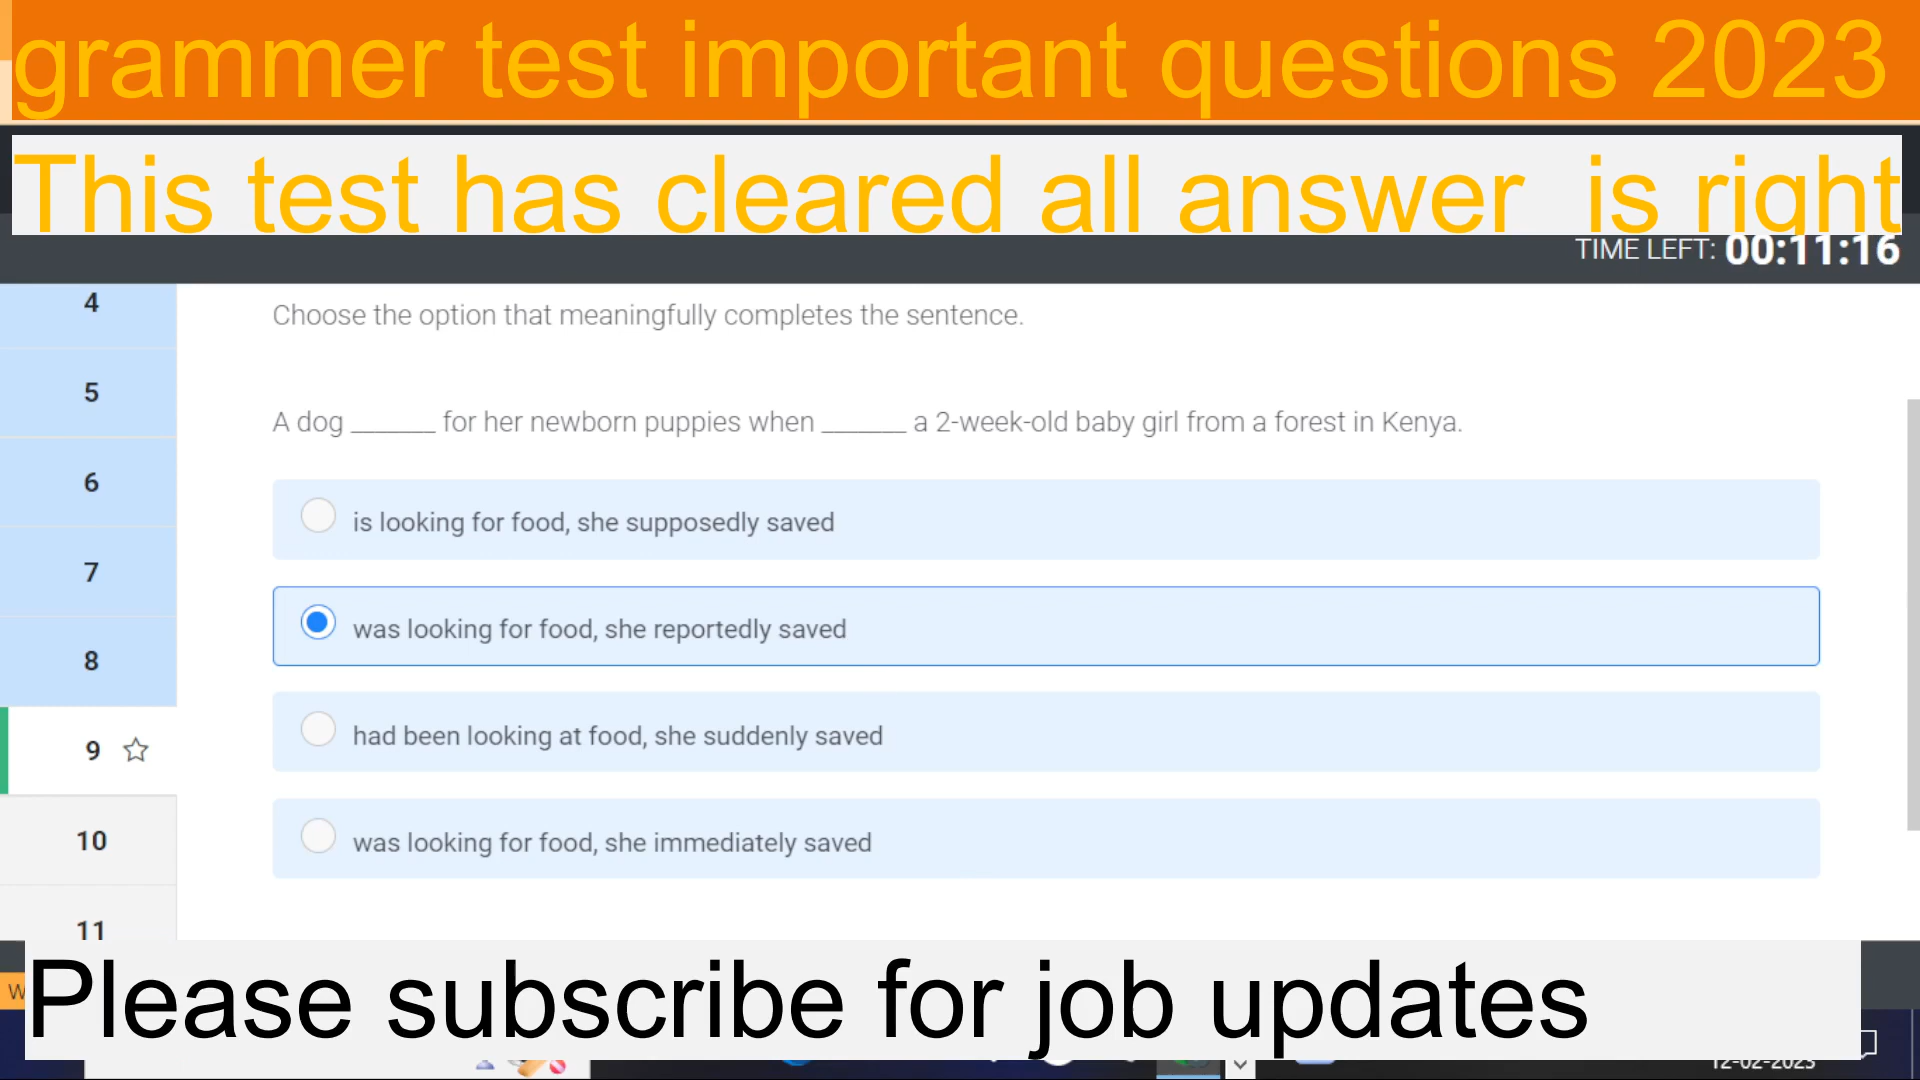 grammer test important questions 2023
This test has cleared all answer is right
TIME LEFT: 00:11:16
4
Choose the option that meaningfully completes the sentence.
5
A dog ______ for her newborn puppies when ______ a 2-week-old baby girl from a forest in Kenya.
6
is looking for food, she supposedly saved
7
was looking for food, she reportedly saved
8
had been looking at food, she suddenly saved
9
10
was looking for food, she immediately saved
11
Please subscribe for job updates
12-02-2023